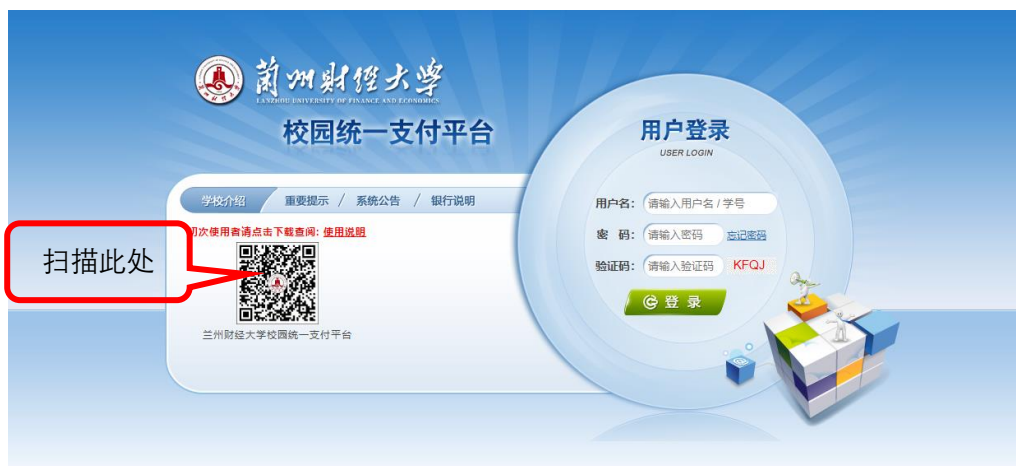 兰州财经大学
LANZHOU UNIVERSITY OF FINANCE AND ECONOMICS
校园统一支付平台
学校介绍 / 重要提示 / 系统公告 / 银行说明
初次使用者请点击下载查阅: 使用说明
扫描此处
兰州财经大学校园统一支付平台
用户登录
USER LOGIN
用户名: 请输入用户名 / 学号
密 码: 请输入密码 忘记密码
验证码: 请输入验证码 KFQJ
登 录